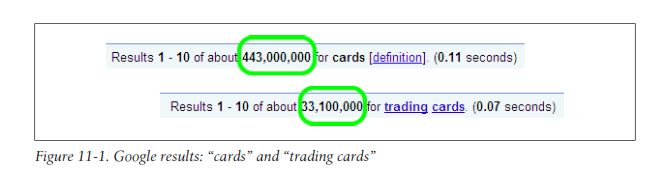 Results 1 - 10 of about 443,000,000 for cards [definition]. (0.11 seconds)
Results 1 - 10 of about 33,100,000 for trading cards. (0.07 seconds)
Figure 11-1. Google results: “cards” and “trading cards”